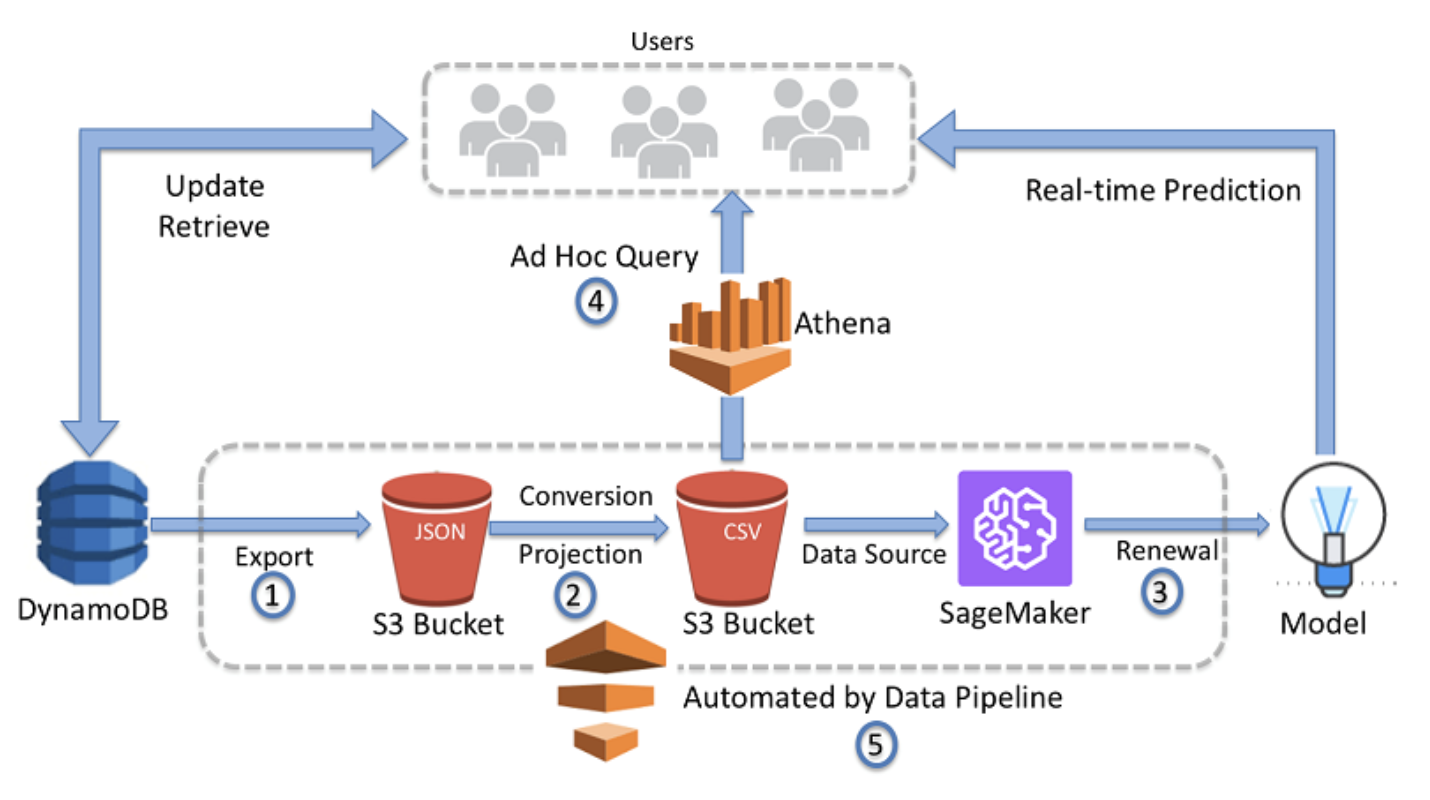 Users
Update
Retrieve
Real-time Prediction
Ad Hoc Query
4
Athena
DynamoDB
Export
1
JSON
S3 Bucket
Conversion
Projection
2
CSV
S3 Bucket
Data Source
SageMaker
Renewal
3
Model
Automated by Data Pipeline
5